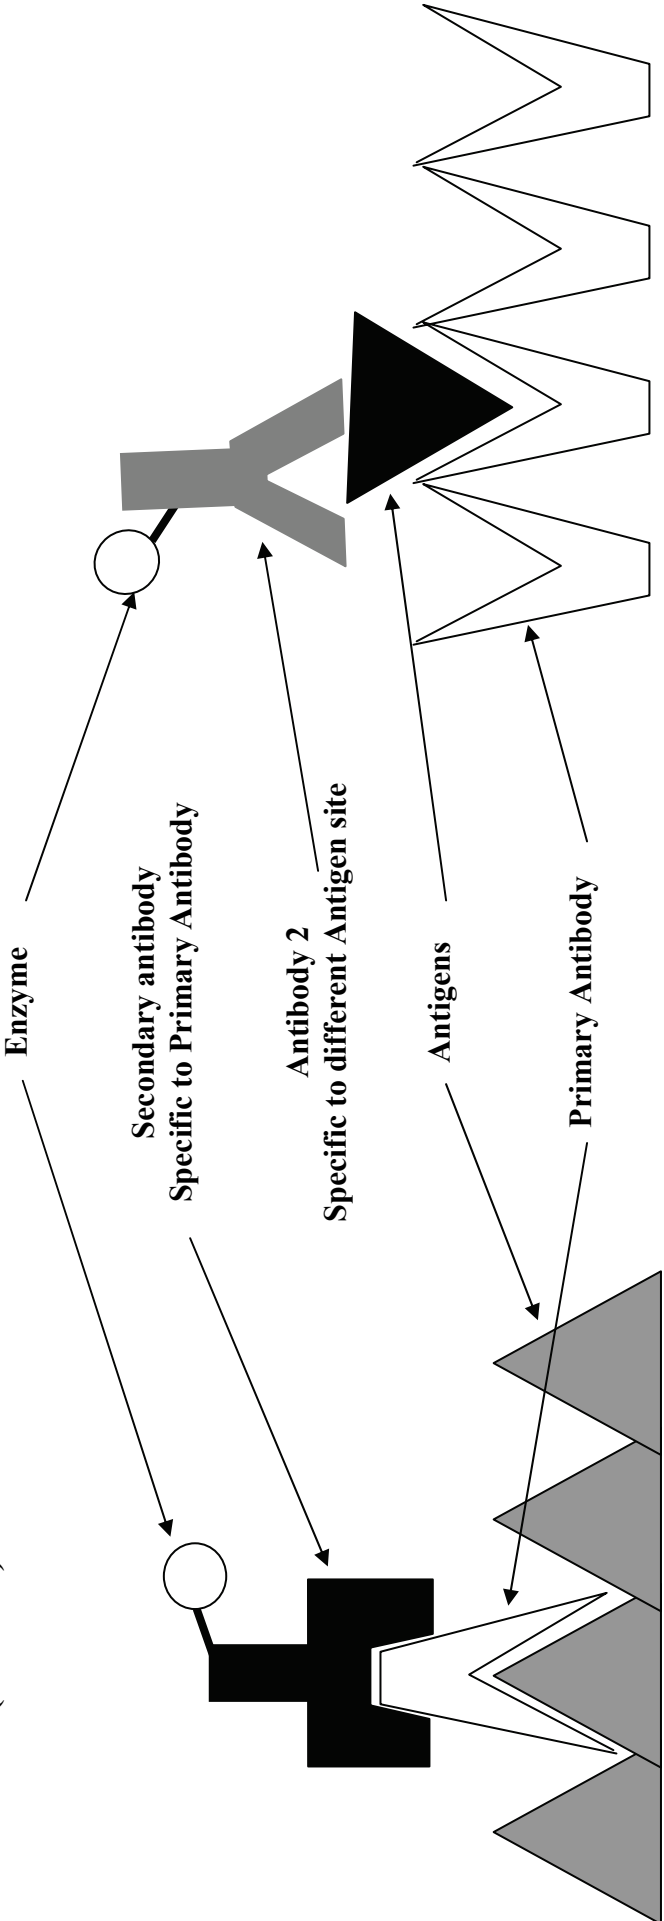 Enzyme
Secondary antibody
Specific to Primary Antibody
Antibody 2
Specific to different Antigen site
Antigens
Primary Antibody